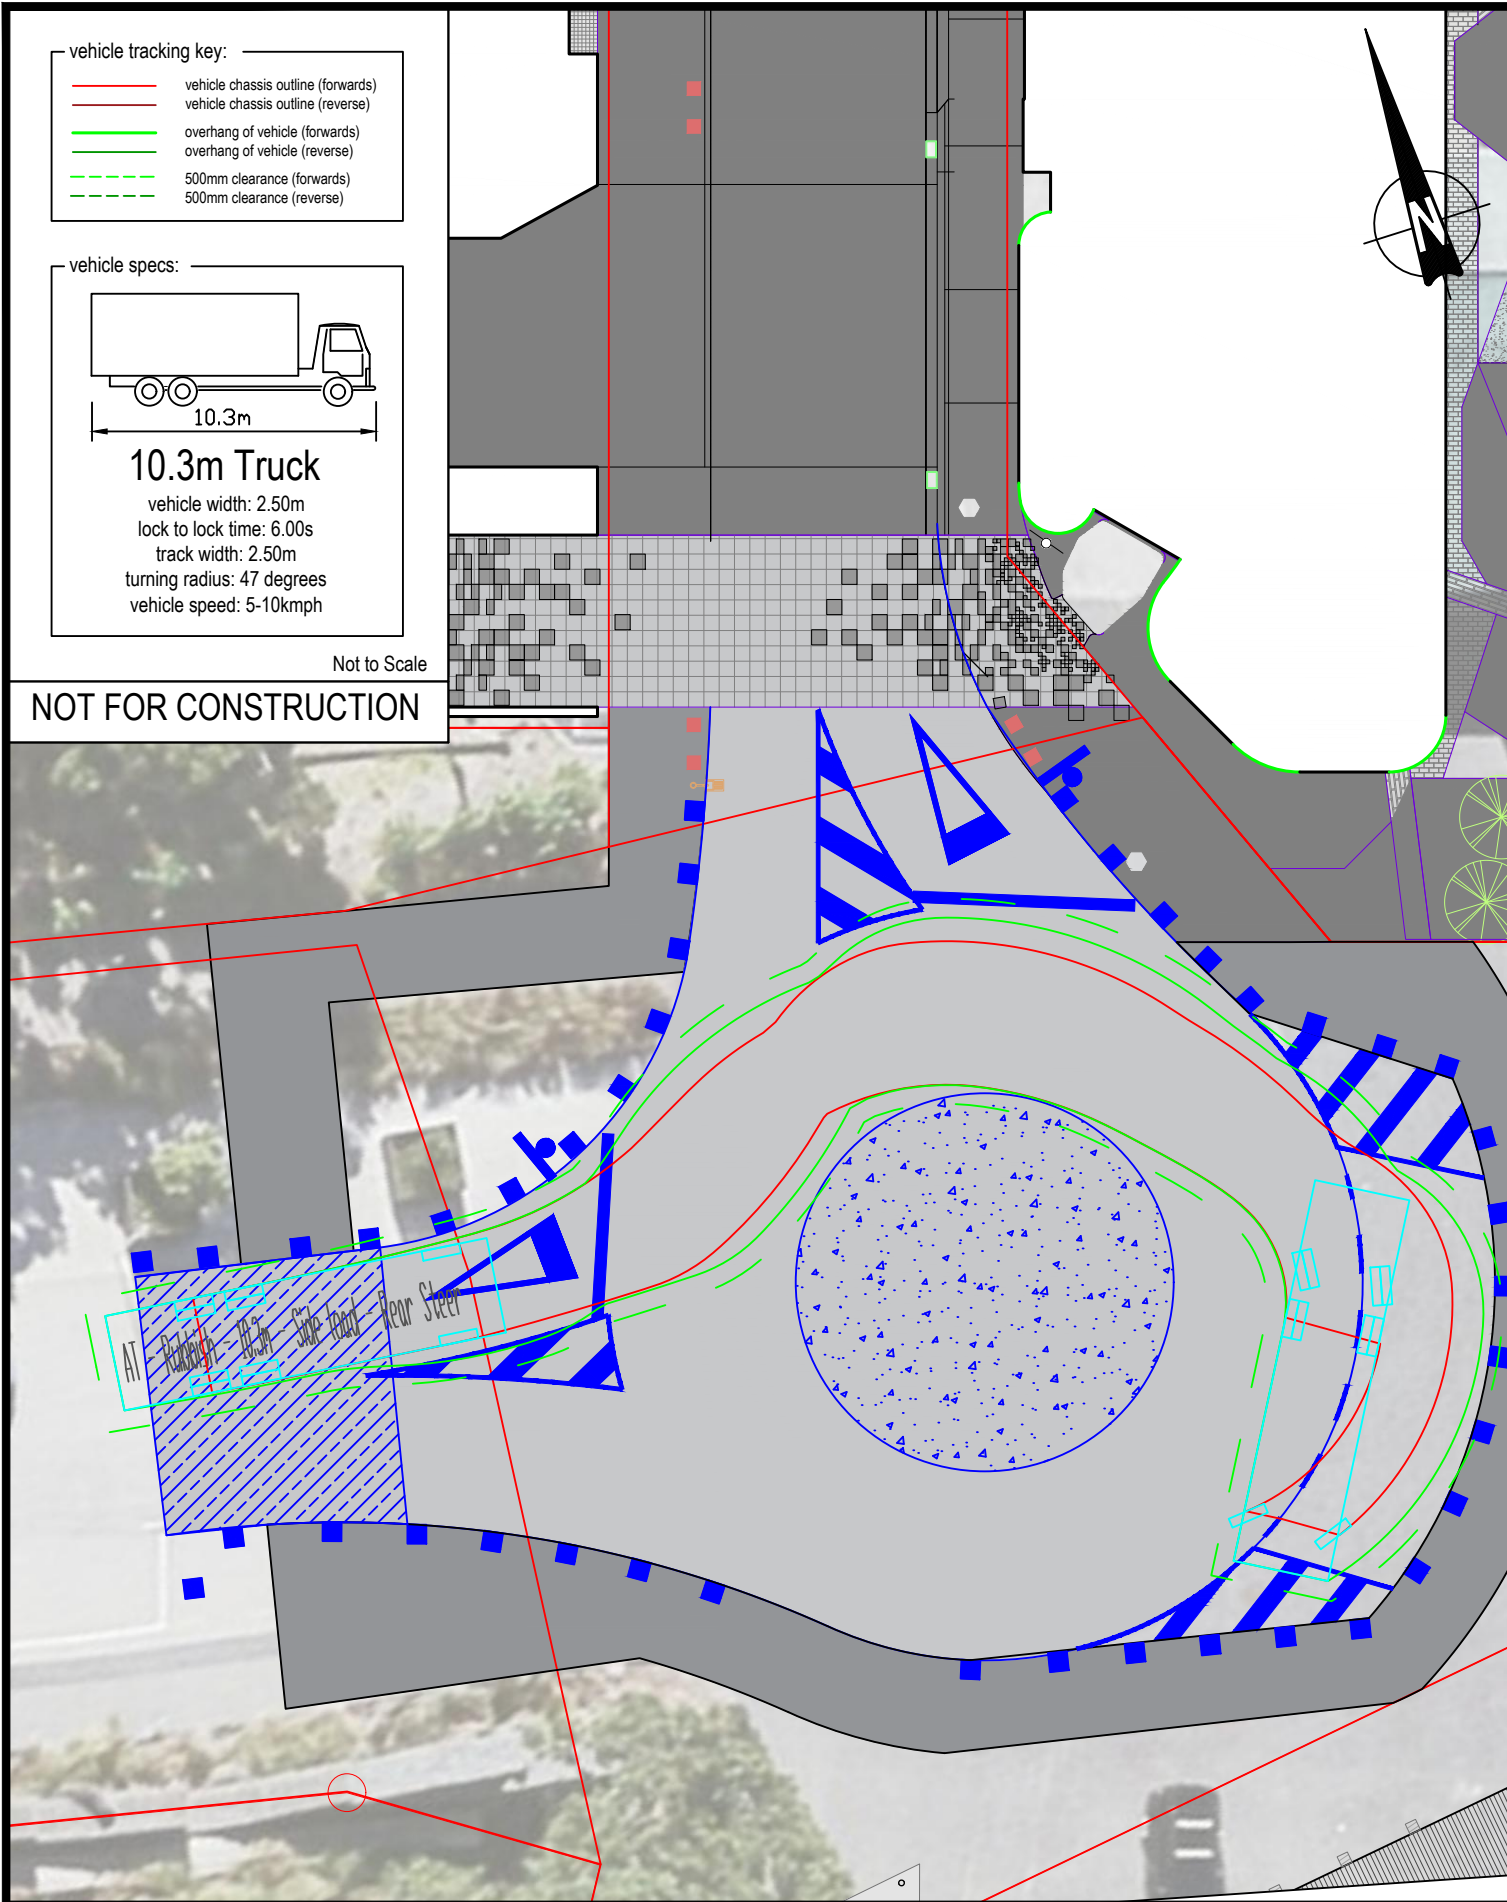 vehicle tracking key:
vehicle chassis outline (forwards)
vehicle chassis outline (reverse)
overhang of vehicle (forwards)
overhang of vehicle (reverse)
500mm clearance (forwards)
500mm clearance (reverse)
vehicle specs:
10.3m
10.3m Truck
vehicle width: 2.50m
lock to lock time: 6.00s
track width: 2.50m
turning radius: 47 degrees
vehicle speed: 5-10kmph
Not to Scale
NOT FOR CONSTRUCTION
N
AT - Rubbish - 10.3m - Side load - Rear Steer